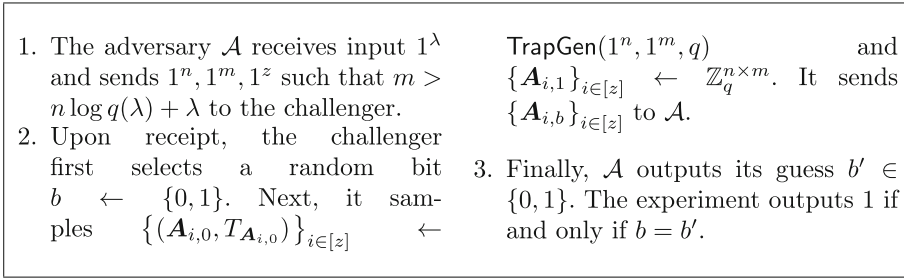 1. The adversary 𝒜 receives input 1^λ
and sends 1^n, 1^m, 1^z such that m >
n log q(λ) + λ to the challenger.
2. Upon receipt, the challenger
first selects a random bit
b ← {0, 1}. Next, it sam-
ples {(A_{i,0}, T_{A_{i,0}})}_{i∈[z]} ←
TrapGen(1^n, 1^m, q) and
{A_{i,1}}_{i∈[z]} ← ℤ_q^{n×m}. It sends
{A_{i,b}}_{i∈[z]} to 𝒜.
3. Finally, 𝒜 outputs its guess b′ ∈
{0, 1}. The experiment outputs 1 if
and only if b = b′.